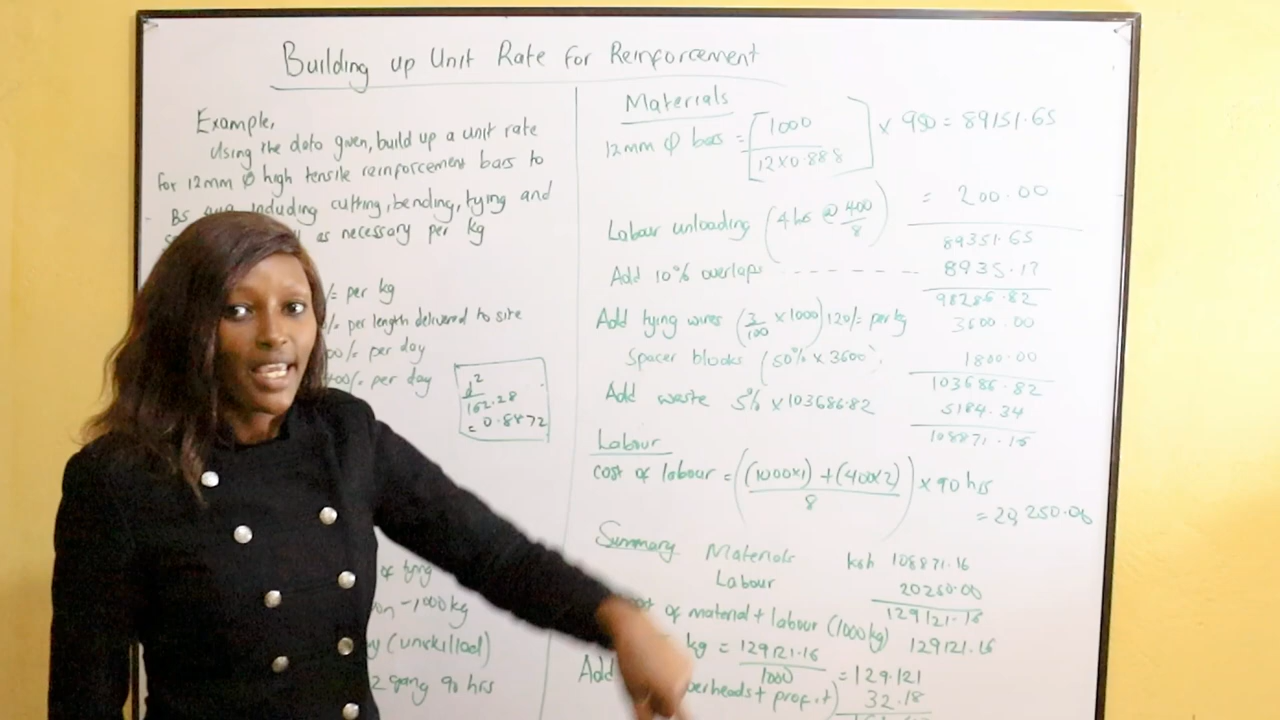 Building up Unit Rate for Reinforcement
Example,
Using the data given, build up a unit rate
for 12mm Ø high tensile reinforcement bars to
BS including cutting, bending, tying and
as necessary per kg
/= per kg
/= per length delivered to site
00/= per day
400/= per day
d²
162.28
= 0.8872
of tying
-1000kg
(unskilled)
2 gang 90 hrs
Materials
12mm Ø bars = [1000 / 12×0.888] × 950 = 89151.65
Labour unloading (4hrs @ 400/8) = 200.00
89351.65
Add 10% overlaps - - - - - - - 8935.17
98286.82
Add tying wires (3/100 × 1000) 120/= per kg 3600.00
Spacer blocks (50% × 3600) 1800.00
103686.82
Add waste 5% × 103686.82 5184.34
108871.16
Labour
cost of labour = ((1000×1) + (400×2) / 8) × 90 hrs
= 20,250.00
Summary Materials ksh 108871.16
Labour 20250.00
129121.16
of material + labour (1000kg) 129121.16
kg = 129121.16 / 1000 = 129.121
Add overheads + profit) 32.18